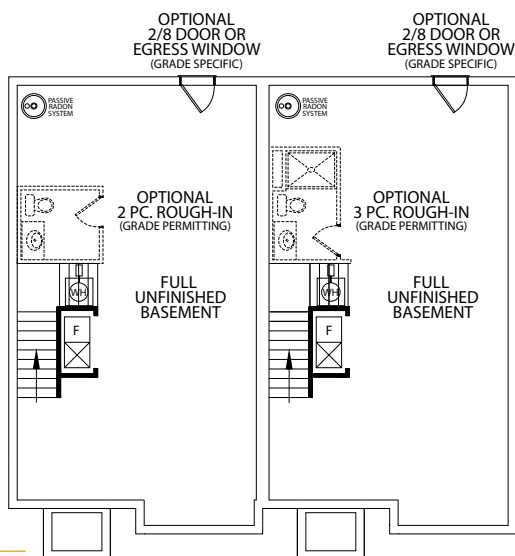 OPTIONAL
2/8 DOOR OR
EGRESS WINDOW
(GRADE SPECIFIC)
OPTIONAL
2/8 DOOR OR
EGRESS WINDOW
(GRADE SPECIFIC)
PASSIVE
RADON
SYSTEM
PASSIVE
RADON
SYSTEM
OPTIONAL
2 PC. ROUGH-IN
(GRADE PERMITTING)
OPTIONAL
3 PC. ROUGH-IN
(GRADE PERMITTING)
WH
FULL
UNFINISHED
BASEMENT
WH
FULL
UNFINISHED
BASEMENT
F
F